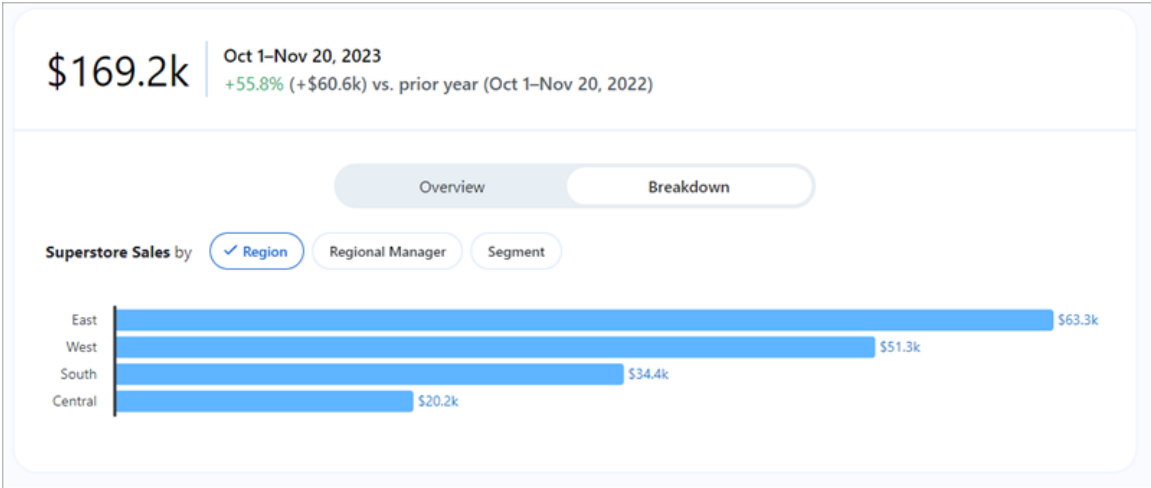 $169.2k
Oct 1–Nov 20, 2023
+55.8% (+$60.6k) vs. prior year (Oct 1–Nov 20, 2022)
Overview Breakdown
Superstore Sales by ✓ Region Regional Manager Segment
East $63.3k
West $51.3k
South $34.4k
Central $20.2k